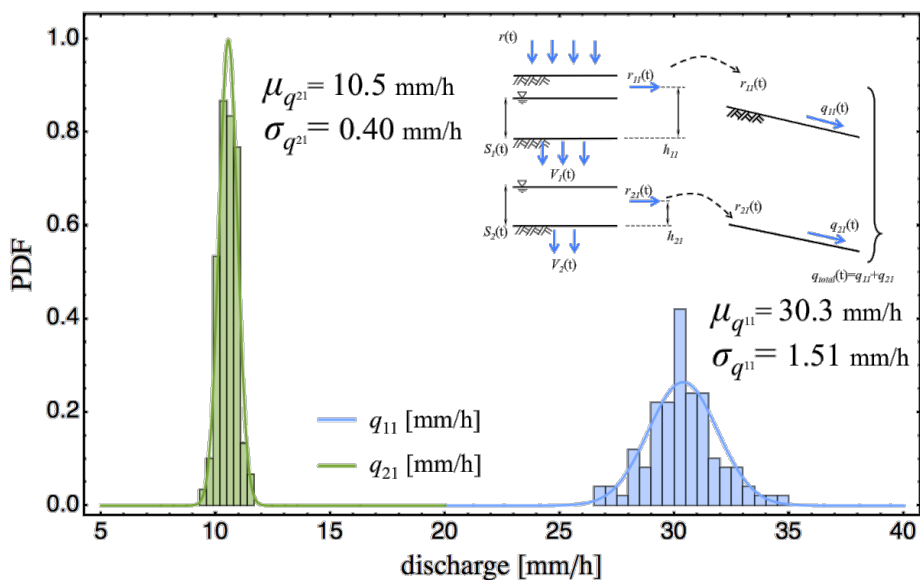 PDF
1.0
0.8
0.6
0.4
0.2
0.0
5
10
15
20
25
30
35
40
discharge [mm/h]
μq²¹= 10.5 mm/h
σq²¹= 0.40 mm/h
μq¹¹= 30.3 mm/h
σq¹¹= 1.51 mm/h
q₁₁ [mm/h]
q₂₁ [mm/h]
r(t)
r₁₁(t)
r₁₁(t)
q₁₁(t)
S₁(t)
h₁₁
V₁(t)
r₂₁(t)
r₂₁(t)
q₂₁(t)
S₂(t)
h₂₁
V₂(t)
q_total(t)=q₁₁+q₂₁